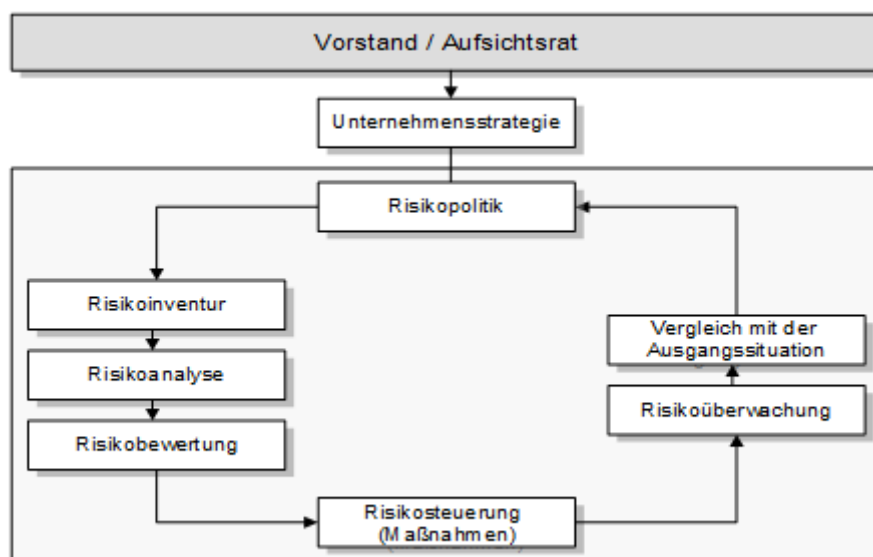 Vorstand / Aufsichtsrat
Unternehmensstrategie
Risikopolitik
Risikoinventur
Risikoanalyse
Risikobewertung
Risikosteuerung
(Maßnahmen)
Risikoüberwachung
Vergleich mit der
Ausgangssituation